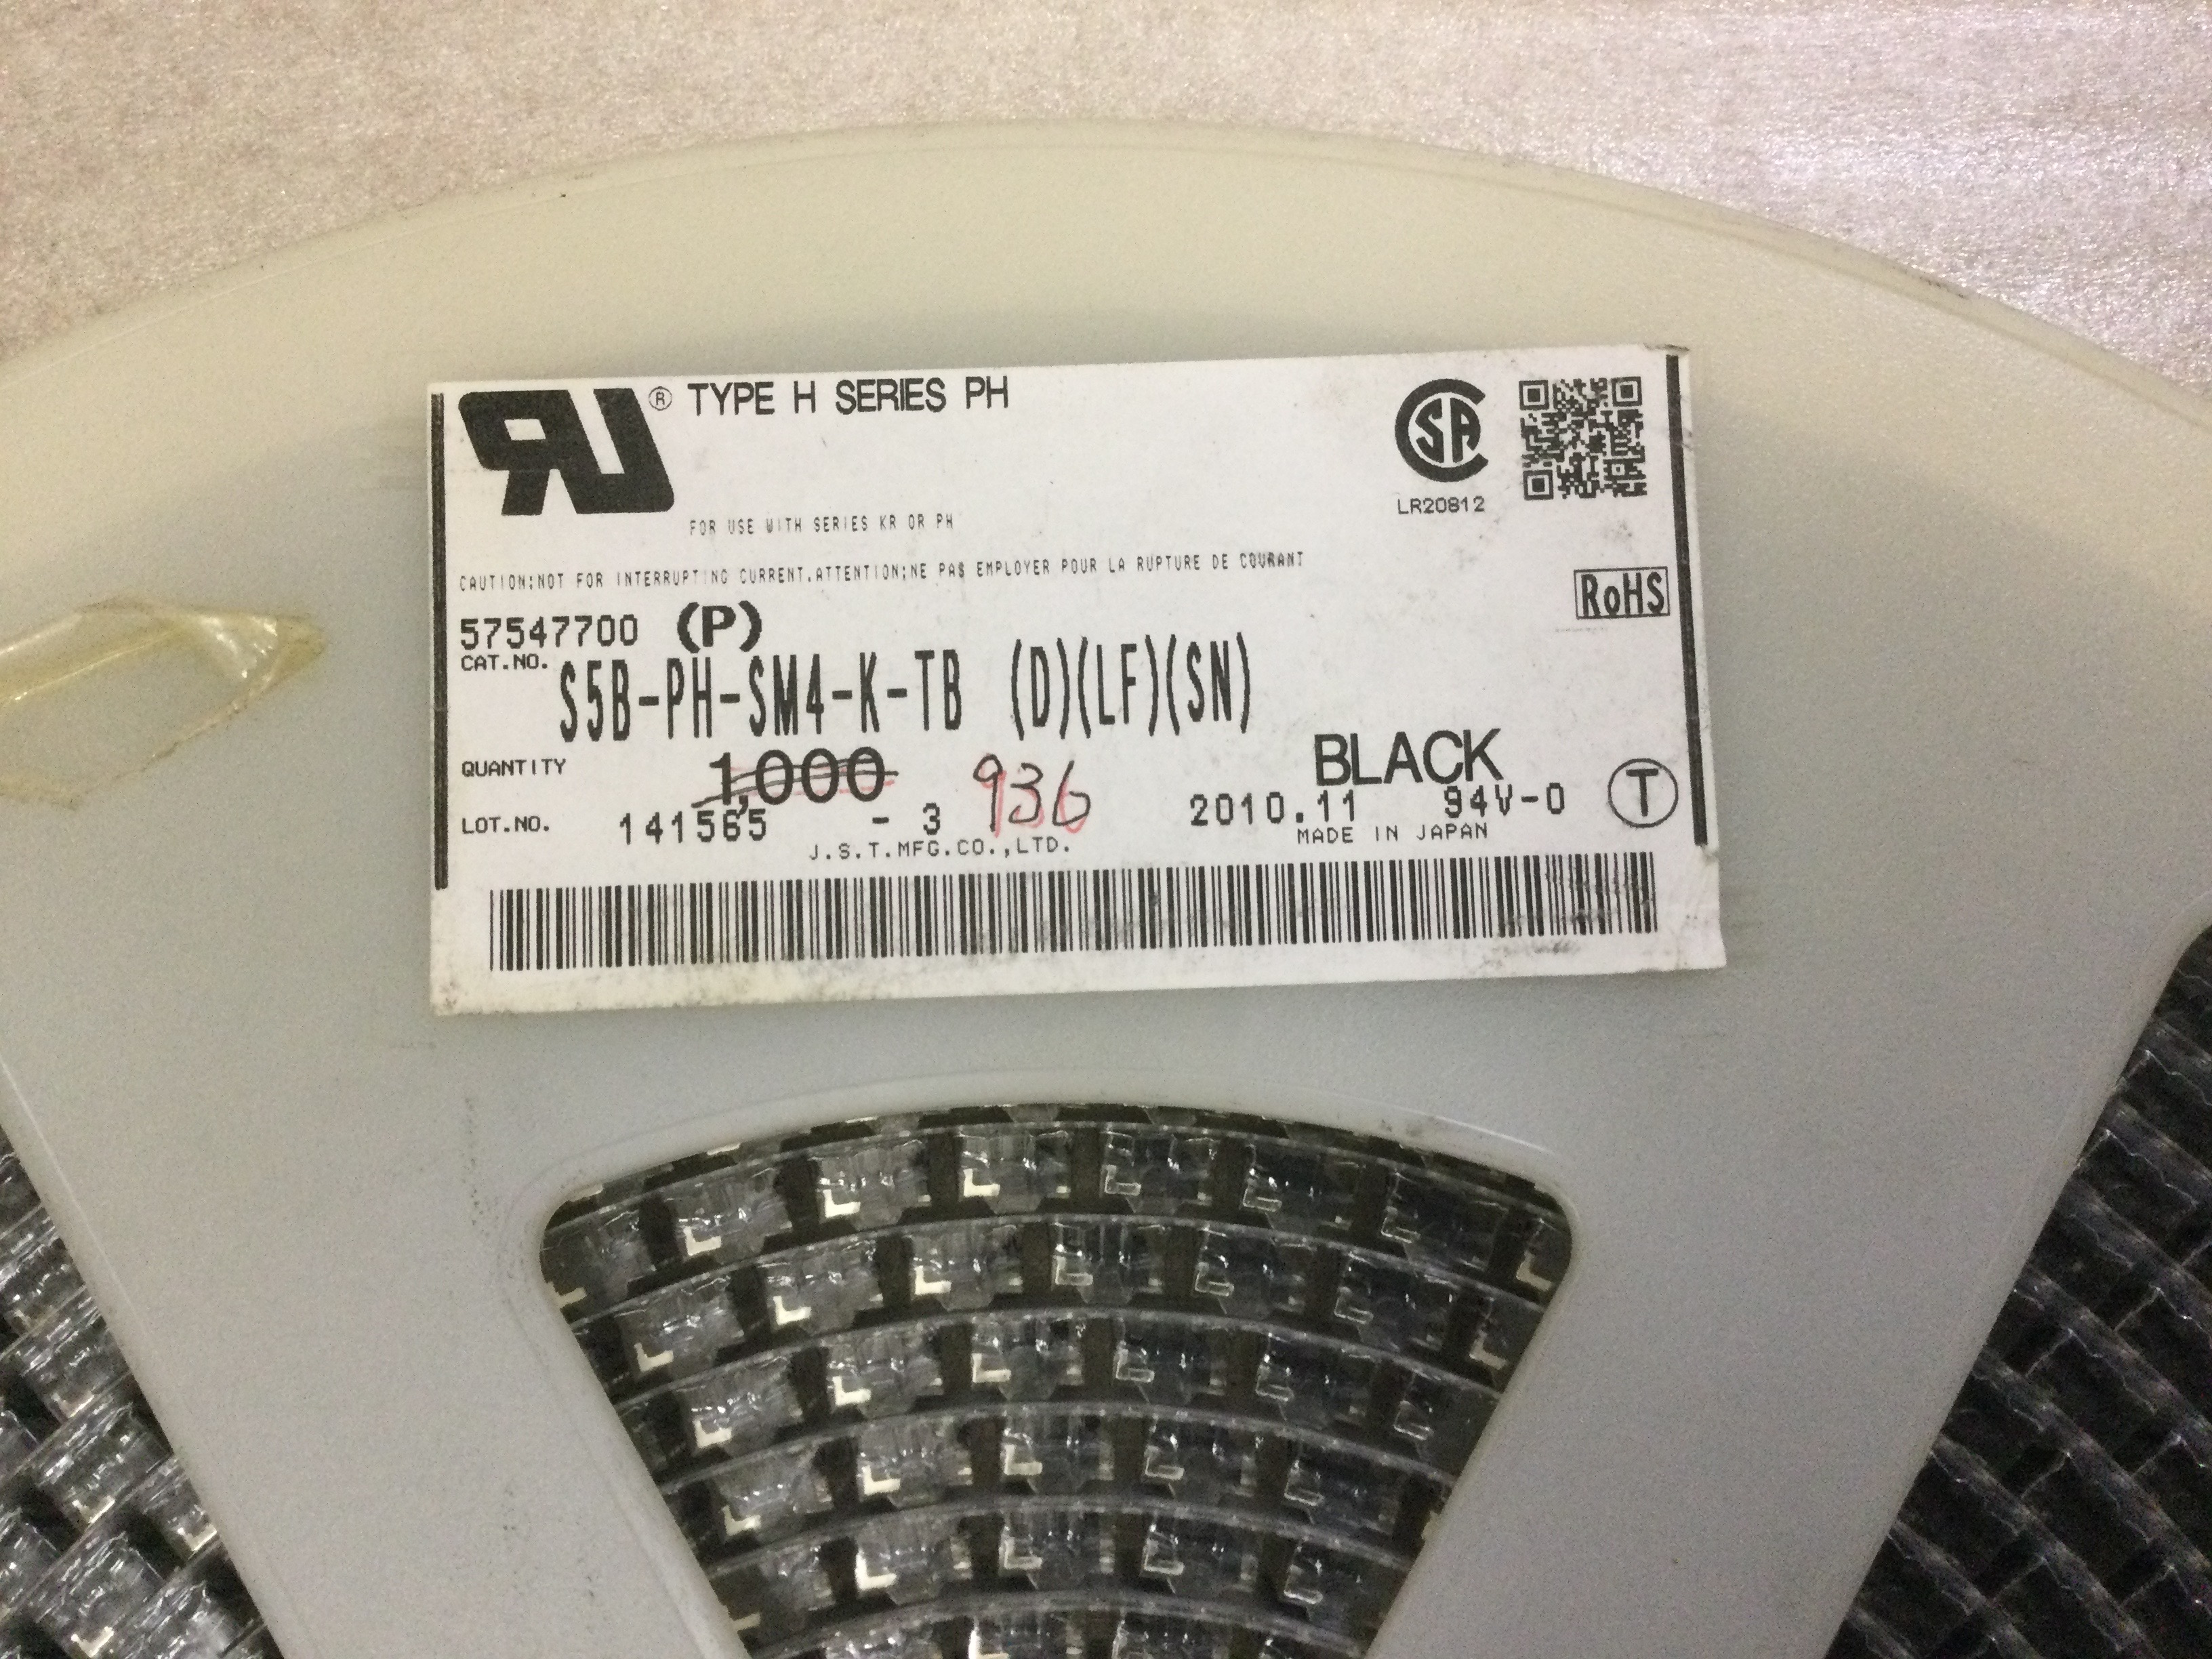 RU ® TYPE H SERIES PH
CSA
LR20812
FOR USE WITH SERIES KR OR PH
CAUTION:NOT FOR INTERRUPTING CURRENT.ATTENTION:NE PAS EMPLOYER POUR LA RUPTURE DE COURANT
RoHS
57547700 (P)
CAT.NO. S5B-PH-SM4-K-TB (D)(LF)(SN)
QUANTITY 1,000 936 BLACK
LOT.NO. 141565 - 3 2010.11 94V-0 T
J.S.T.MFG.CO.,LTD. MADE IN JAPAN